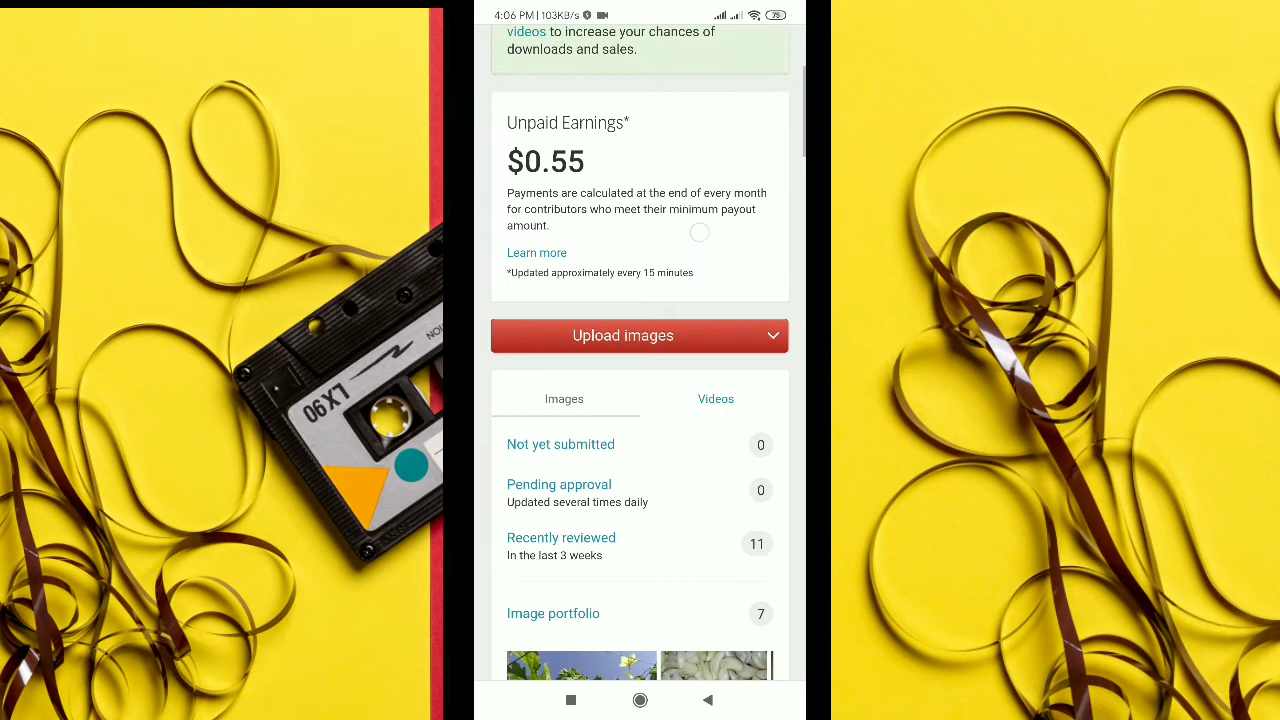 4:06 PM | 103KB/s
75
videos to increase your chances of
downloads and sales.
Unpaid Earnings*
$0.55
Payments are calculated at the end of every month
for contributors who meet their minimum payout
amount.
Learn more
*Updated approximately every 15 minutes
Upload images
Images
Videos
Not yet submitted
0
Pending approval
0
Updated several times daily
Recently reviewed
11
In the last 3 weeks
Image portfolio
7
LX90